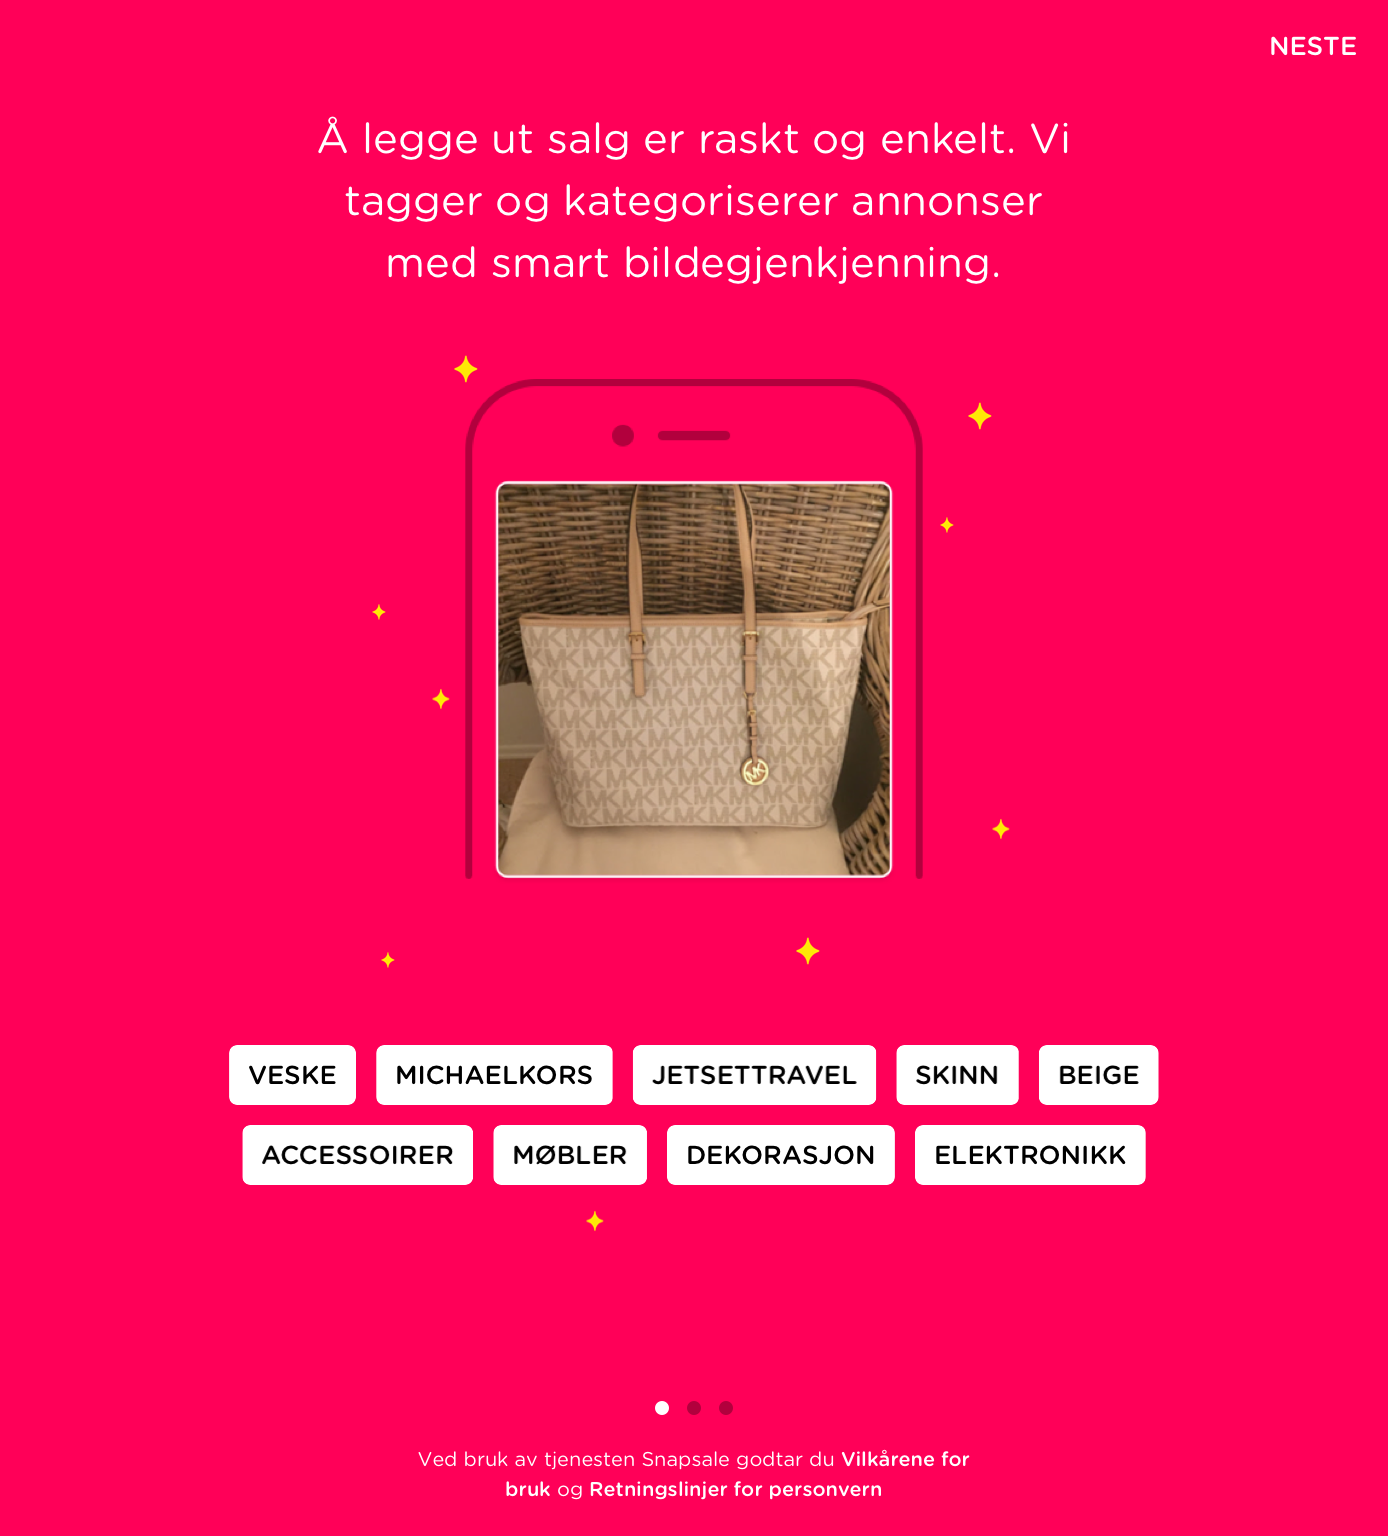 NESTE
Å legge ut salg er raskt og enkelt. Vi
tagger og kategoriserer annonser
med smart bildegjenkjenning.
MK
VESKE MICHAELKORS JETSETTRAVEL SKINN BEIGE
ACCESSOIRER MØBLER DEKORASJON ELEKTRONIKK
Ved bruk av tjenesten Snapsale godtar du Vilkårene for
bruk og Retningslinjer for personvern